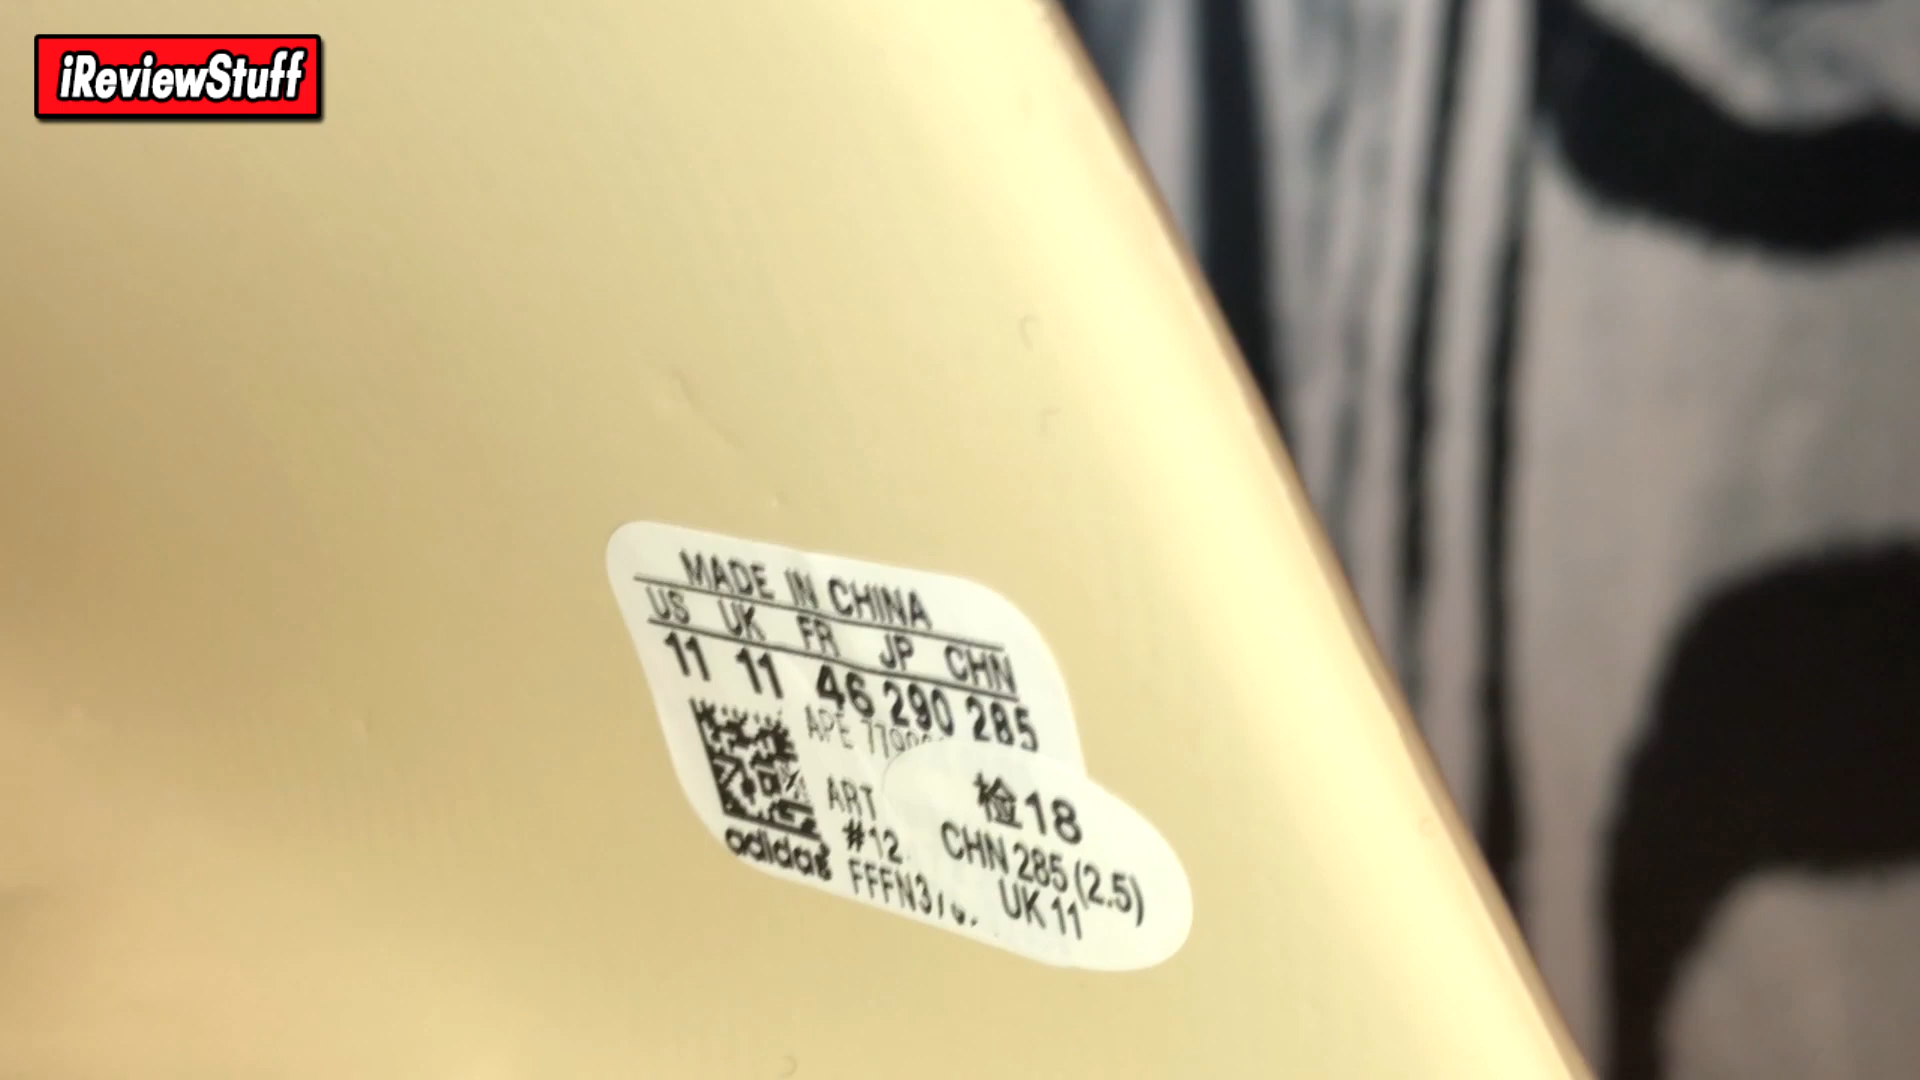 iReviewStuff
MADE IN CHINA
US UK FR JP CHN
11 11 46 290 285
APE
ART
#12
adidas
检18
CHN 285 (2.5)
UK 11